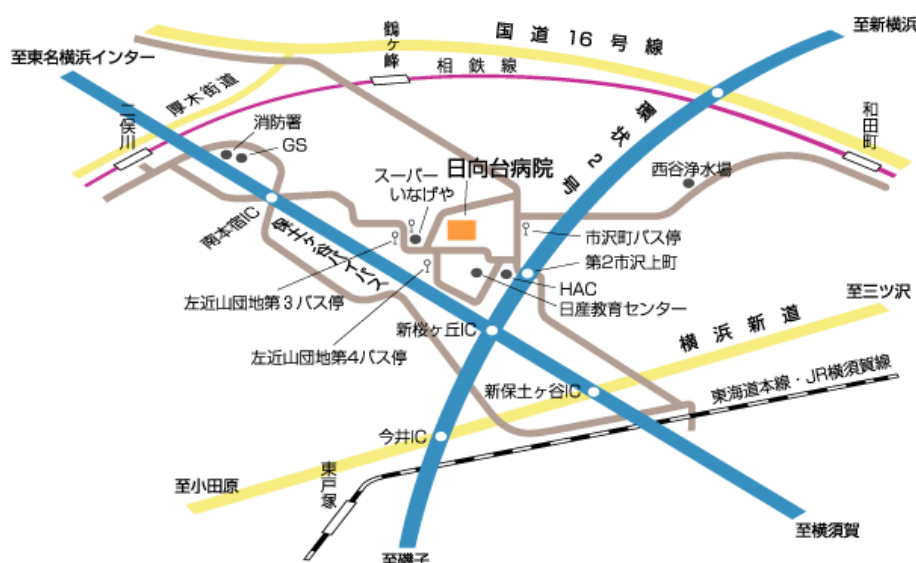 至新横浜
国道16号線
鶴ヶ峰
相鉄線
至東名横浜インター
厚木街道
二俣川
消防署
GS
環状2号
和田町
西谷浄水場
日向台病院
スーパー
いなげや
南本宿IC
保土ヶ谷バイパス
市沢町バス停
第2市沢上町
HAC
日産教育センター
左近山団地第3バス停
左近山団地第4バス停
新桜ヶ丘IC
至三ツ沢
横浜新道
新保土ヶ谷IC
東海道本線・JR横須賀線
今井IC
東戸塚
至小田原
至横須賀
至磯子